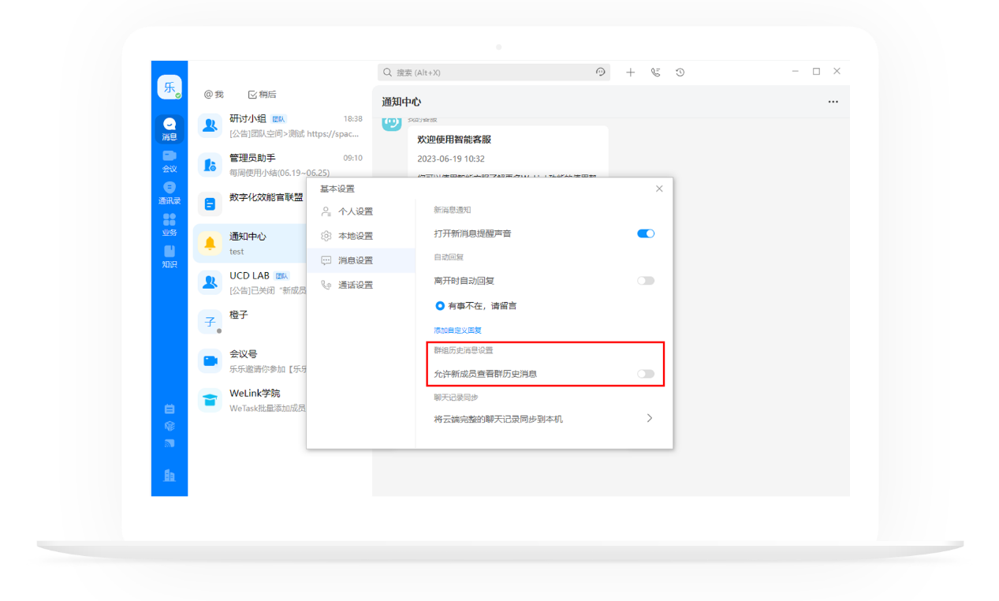 搜索 (Alt+X)
乐
@ 我
稍后
消息
会议
通讯录
业务
知识
研讨小组 团队 18:38
[公告]团队空间>测试 https://spac...
管理员助手 09:10
每周使用小结(06.19~06.25)
数字化效能官联盟
通知中心
test
UCD LAB 团队
[公告]已关闭“新成员
子
橙子
会议号
乐乐邀请你参加【乐乐
WeLink学院
WeTask批量添加成员
通知中心
我的客服
欢迎使用智能客服
2023-06-19 10:32
基本设置
个人设置
本地设置
消息设置
通话设置
新消息通知
打开新消息提醒声音
自动回复
离开时自动回复
有事不在，请留言
添加自定义回复
群组历史消息设置
允许新成员查看群历史消息
聊天记录同步
将云端完整的聊天记录同步到本机